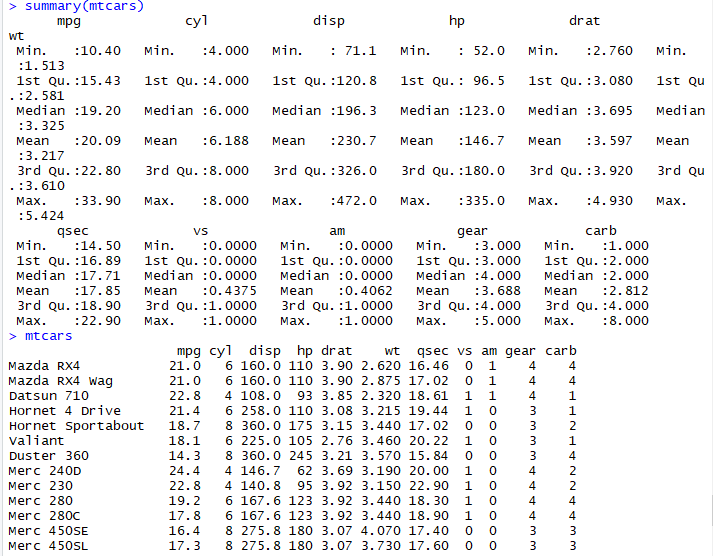 > summary(mtcars)
      mpg             cyl             disp             hp             drat
wt
 Min.   :10.40   Min.   :4.000   Min.   : 71.1   Min.   : 52.0   Min.   :2.760   Min.
 :1.513
 1st Qu.:15.43   1st Qu.:4.000   1st Qu.:120.8   1st Qu.: 96.5   1st Qu.:3.080   1st Qu
.:2.581
 Median :19.20   Median :6.000   Median :196.3   Median :123.0   Median :3.695   Median
 :3.325
 Mean   :20.09   Mean   :6.188   Mean   :230.7   Mean   :146.7   Mean   :3.597   Mean
 :3.217
 3rd Qu.:22.80   3rd Qu.:8.000   3rd Qu.:326.0   3rd Qu.:180.0   3rd Qu.:3.920   3rd Qu
.:3.610
 Max.   :33.90   Max.   :8.000   Max.   :472.0   Max.   :335.0   Max.   :4.930   Max.
 :5.424
      qsec             vs               am              gear            carb
 Min.   :14.50   Min.   :0.0000   Min.   :0.0000   Min.   :3.000   Min.   :1.000
 1st Qu.:16.89   1st Qu.:0.0000   1st Qu.:0.0000   1st Qu.:3.000   1st Qu.:2.000
 Median :17.71   Median :0.0000   Median :0.0000   Median :4.000   Median :2.000
 Mean   :17.85   Mean   :0.4375   Mean   :0.4062   Mean   :3.688   Mean   :2.812
 3rd Qu.:18.90   3rd Qu.:1.0000   3rd Qu.:1.0000   3rd Qu.:4.000   3rd Qu.:4.000
 Max.   :22.90   Max.   :1.0000   Max.   :1.0000   Max.   :5.000   Max.   :8.000
> mtcars
                     mpg cyl  disp  hp drat    wt  qsec vs am gear carb
Mazda RX4           21.0   6 160.0 110 3.90 2.620 16.46  0  1    4    4
Mazda RX4 Wag       21.0   6 160.0 110 3.90 2.875 17.02  0  1    4    4
Datsun 710          22.8   4 108.0  93 3.85 2.320 18.61  1  1    4    1
Hornet 4 Drive      21.4   6 258.0 110 3.08 3.215 19.44  1  0    3    1
Hornet Sportabout   18.7   8 360.0 175 3.15 3.440 17.02  0  0    3    2
Valiant             18.1   6 225.0 105 2.76 3.460 20.22  1  0    3    1
Duster 360          14.3   8 360.0 245 3.21 3.570 15.84  0  0    3    4
Merc 240D           24.4   4 146.7  62 3.69 3.190 20.00  1  0    4    2
Merc 230            22.8   4 140.8  95 3.92 3.150 22.90  1  0    4    2
Merc 280            19.2   6 167.6 123 3.92 3.440 18.30  1  0    4    4
Merc 280C           17.8   6 167.6 123 3.92 3.440 18.90  1  0    4    4
Merc 450SE          16.4   8 275.8 180 3.07 4.070 17.40  0  0    3    3
Merc 450SL          17.3   8 275.8 180 3.07 3.730 17.60  0  0    3    3